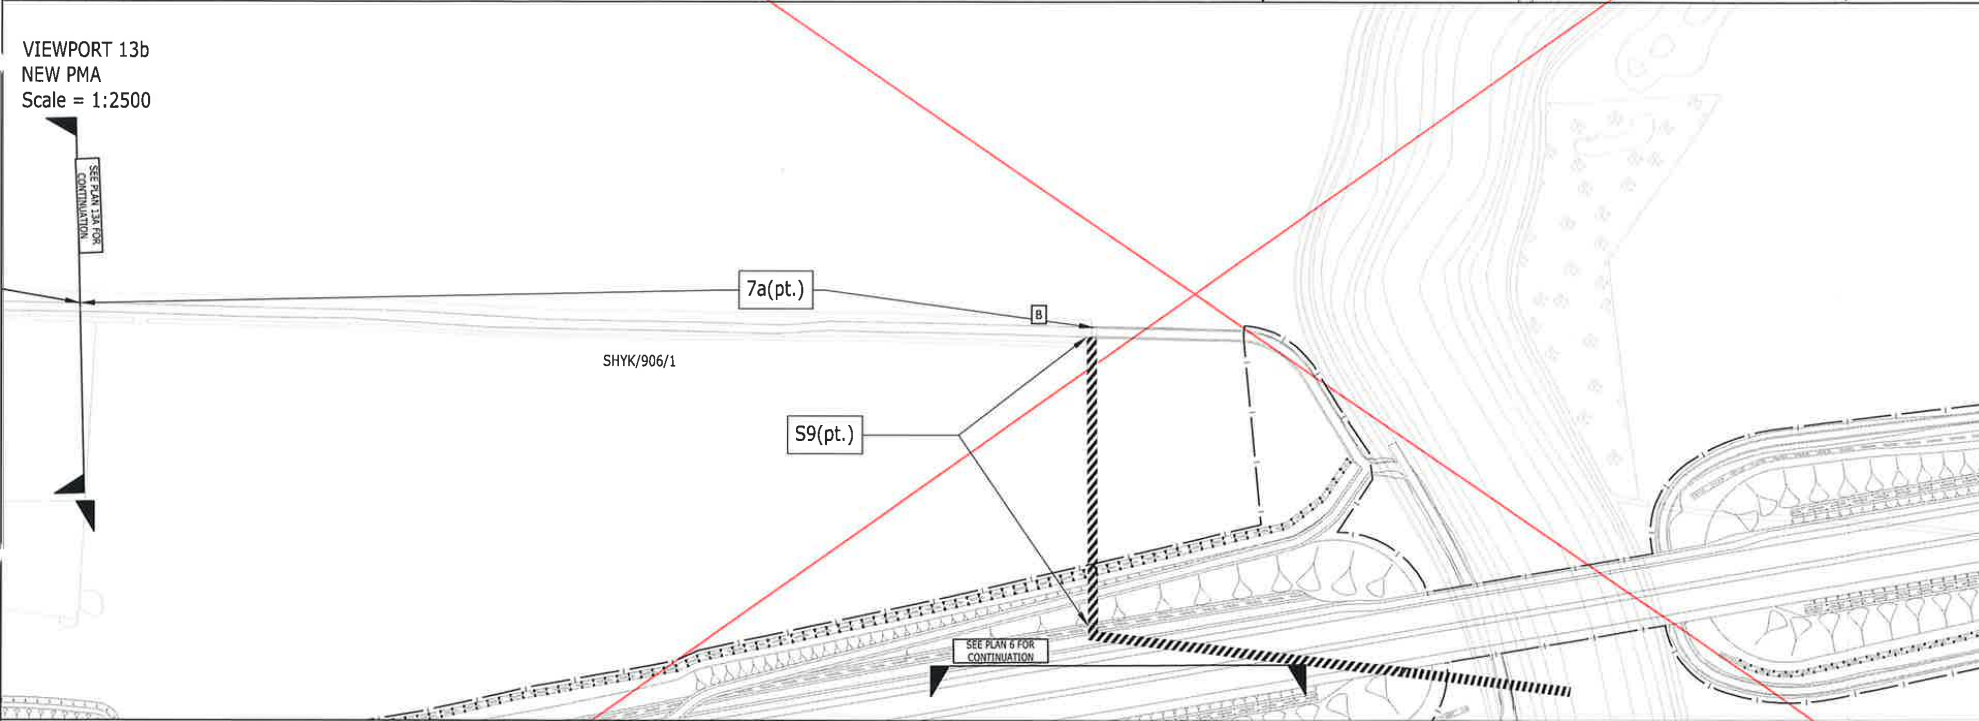 VIEWPORT 13b
NEW PMA
Scale = 1:2500
SEE PLAN 13A FOR
CONTINUATION
7a(pt.)
B
SHYK/906/1
S9(pt.)
SEE PLAN 6 FOR
CONTINUATION